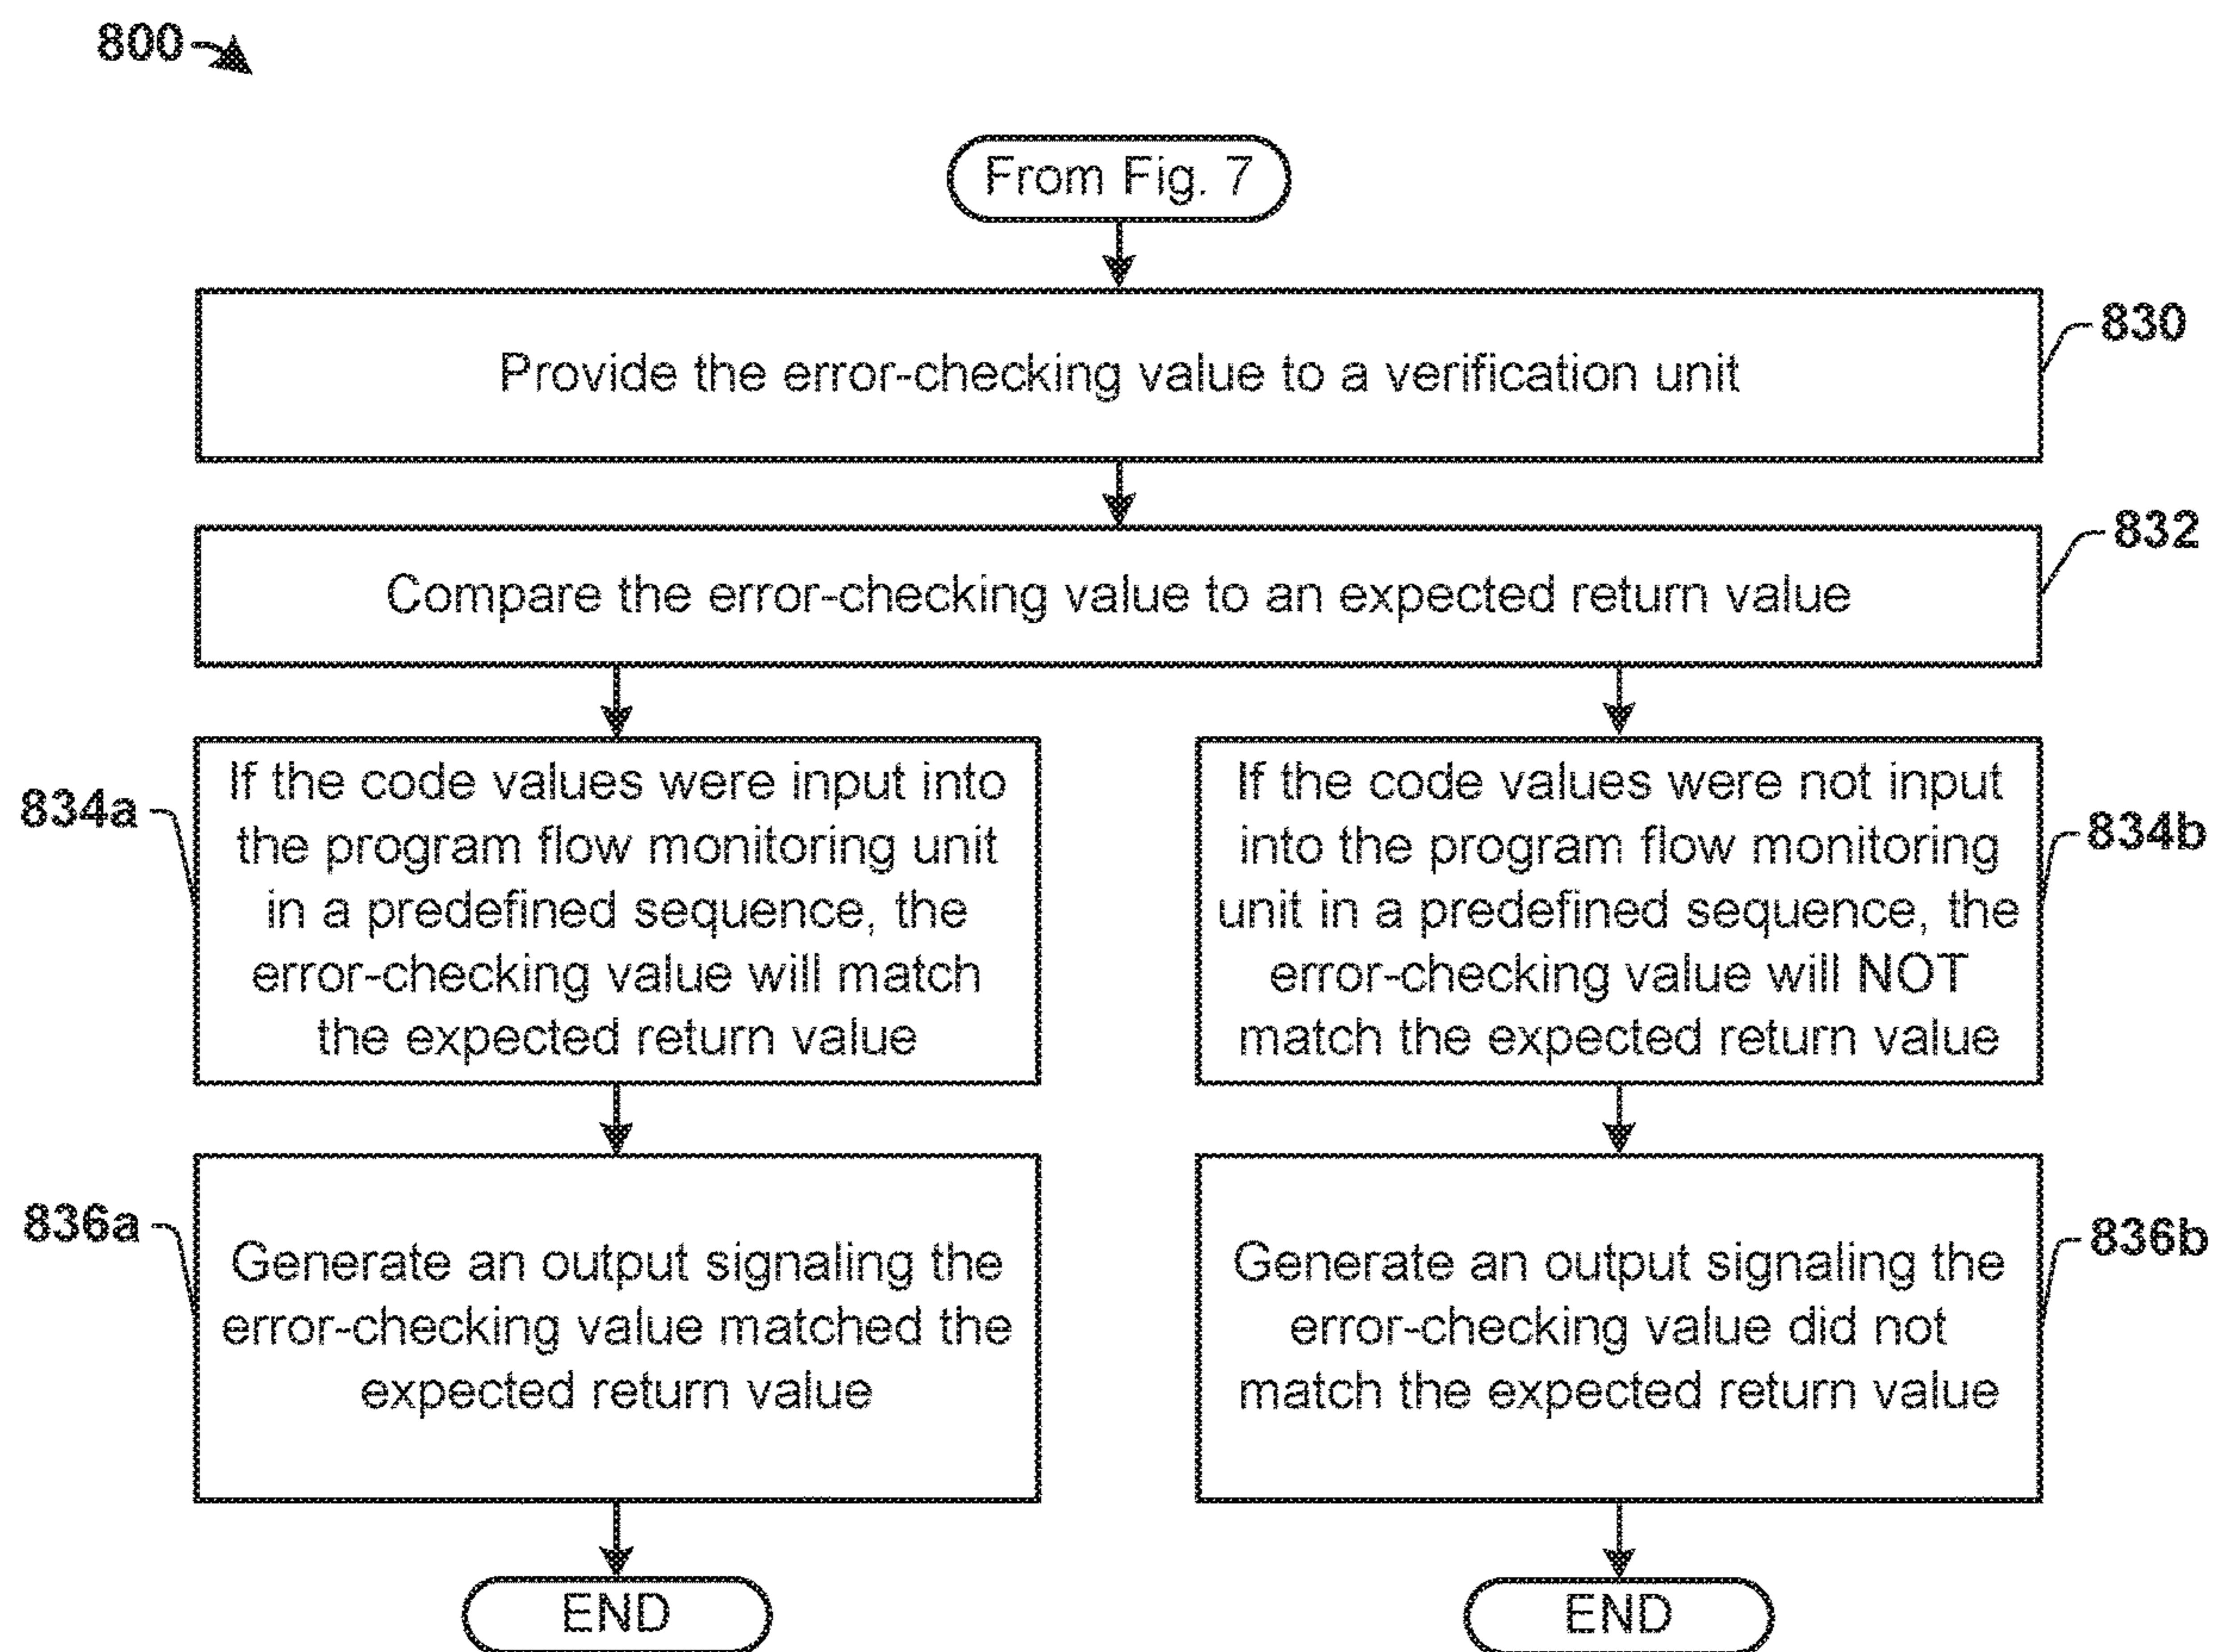 800
From Fig. 7
Provide the error-checking value to a verification unit
830
Compare the error-checking value to an expected return value
832
834a
If the code values were input into
the program flow monitoring unit
in a predefined sequence, the
error-checking value will match
the expected return value
If the code values were not input
into the program flow monitoring
unit in a predefined sequence, the
error-checking value will NOT
match the expected return value
834b
836a
Generate an output signaling the
error-checking value matched the
expected return value
Generate an output signaling the
error-checking value did not
match the expected return value
836b
END
END